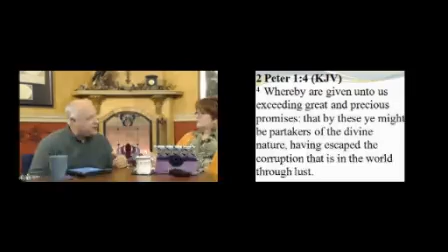 2 Peter 1:4 (KJV)
4 Whereby are given unto us
exceeding great and precious
promises: that by these ye might
be partakers of the divine
nature, having escaped the
corruption that is in the world
through lust.